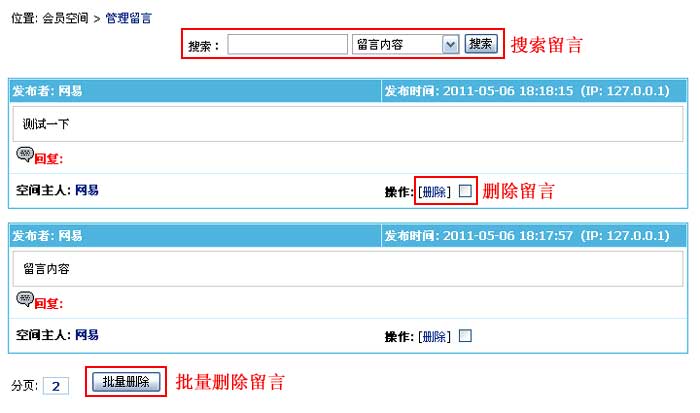 位置: 会员空间 > 管理留言
搜索： 留言内容 搜索 搜索留言
发布者: 网易 发布时间: 2011-05-06 18:18:15 (IP: 127.0.0.1)
测试一下
回复:
空间主人: 网易 操作: [删除] 删除留言
发布者: 网易 发布时间: 2011-05-06 18:17:57 (IP: 127.0.0.1)
留言内容
回复:
空间主人: 网易 操作: [删除]
分页: 2 批量删除 批量删除留言